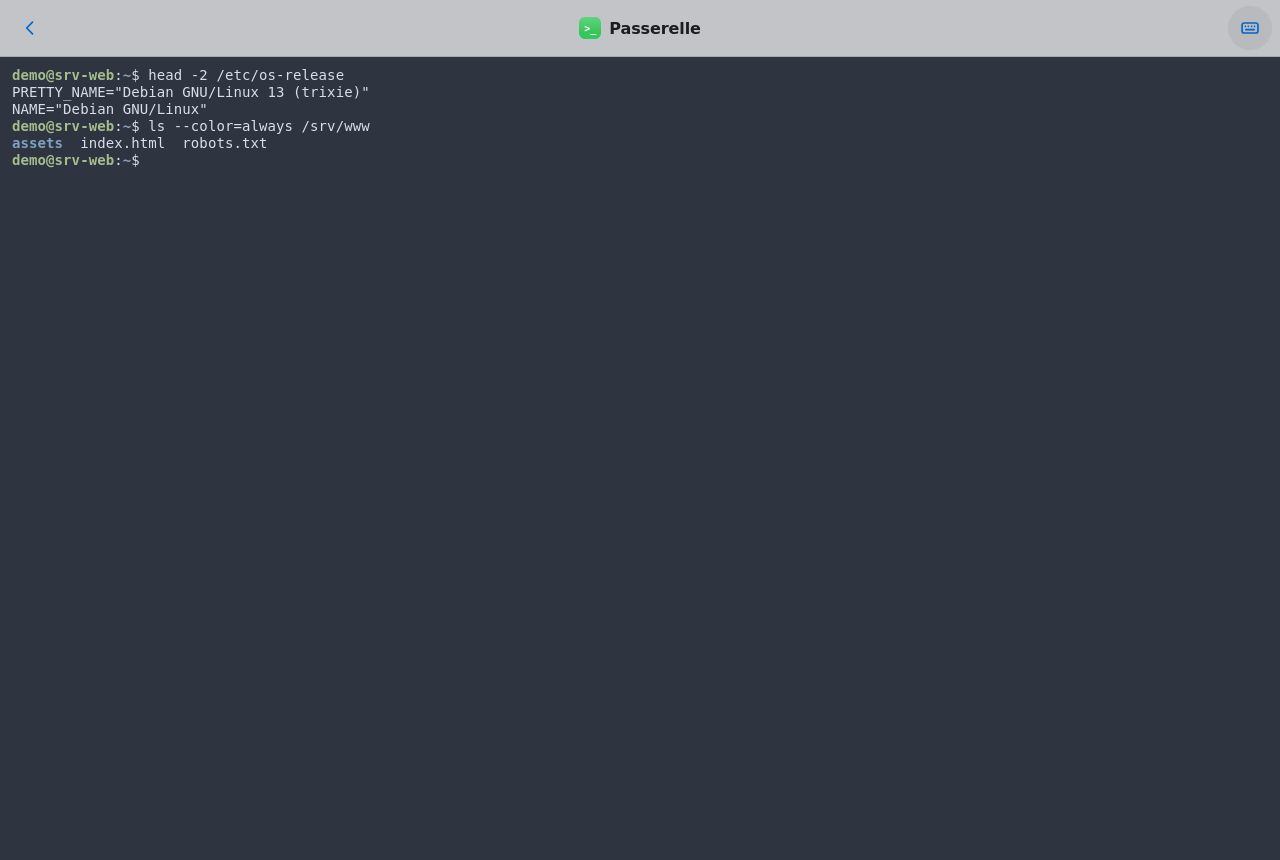 >_ Passerelle
demo@srv-web:~$ head -2 /etc/os-release
PRETTY_NAME="Debian GNU/Linux 13 (trixie)"
NAME="Debian GNU/Linux"
demo@srv-web:~$ ls --color=always /srv/www
assets  index.html  robots.txt
demo@srv-web:~$